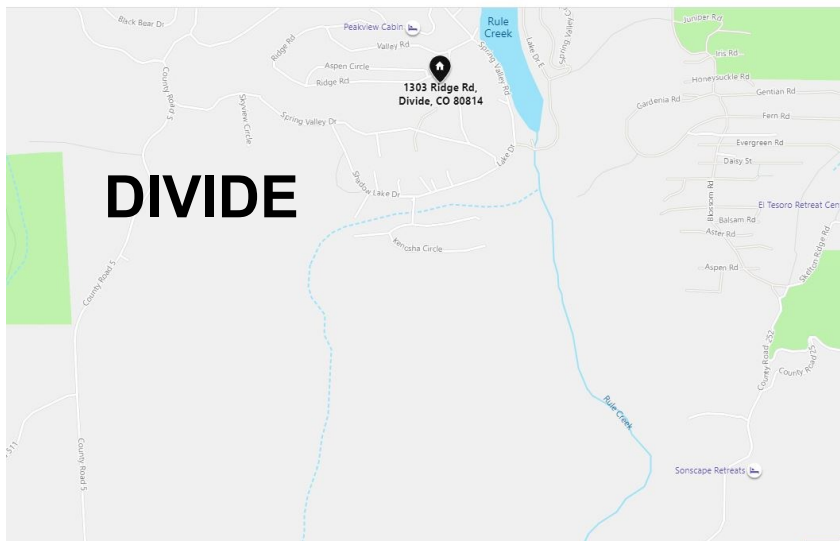 Black Bear Dr
Peakview Cabin
Rule
Creek
Juniper Rd
Ridge Rd
Valley Rd
Spring Valley Rd
Lake Dr E
Iris Rd
County Road 5
Aspen Circle
Ridge Rd
1303 Ridge Rd,
Divide, CO 80814
Honeysuckle Rd
Gentian Rd
Gardenia Rd
Fern Rd
Skyview Circle
Spring Valley Dr
Evergreen Rd
Lake Dr
Daisy St
DIVIDE
Shadow Lake Dr
Blossom Rd
El Tesoro Retreat Cen
Balsam Rd
Aster Rd
Kenosha Circle
Skelton Ridge Rd
Aspen Rd
County Road 5
County Road 252
County Road 25
Rule Creek
511
County Road 5
Sonscape Retreats